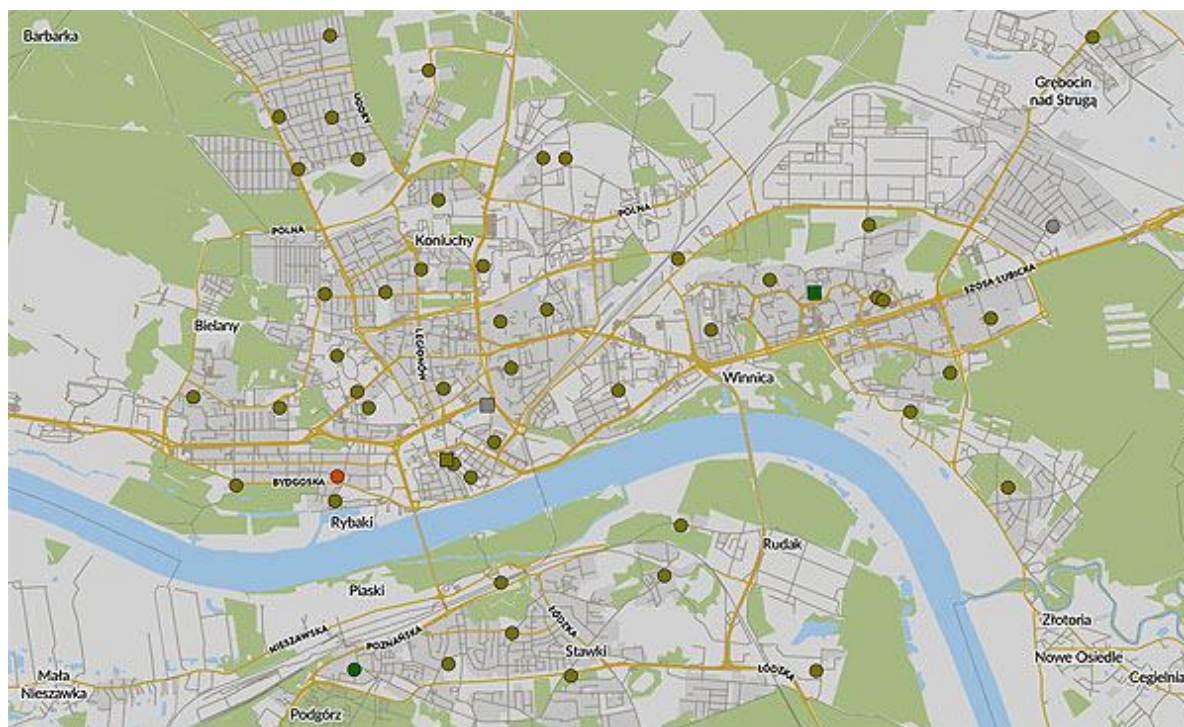 Barbarka
Grębocin
nad Strugą
UGORY
POLNA
POLNA
Koniuchy
SZOSA LUBICKA
Bielany
LEGIONÓW
Winnica
BYDGOSKA
Rybaki
Rudak
Piaski
ŁÓDZKA
NIESZAWSKA
POZNAŃSKA
Stawki
Złotoria
Nowe Osiedle
Mała
Nieszawka
ŁÓDZKA
Cegielnia
Podgórz